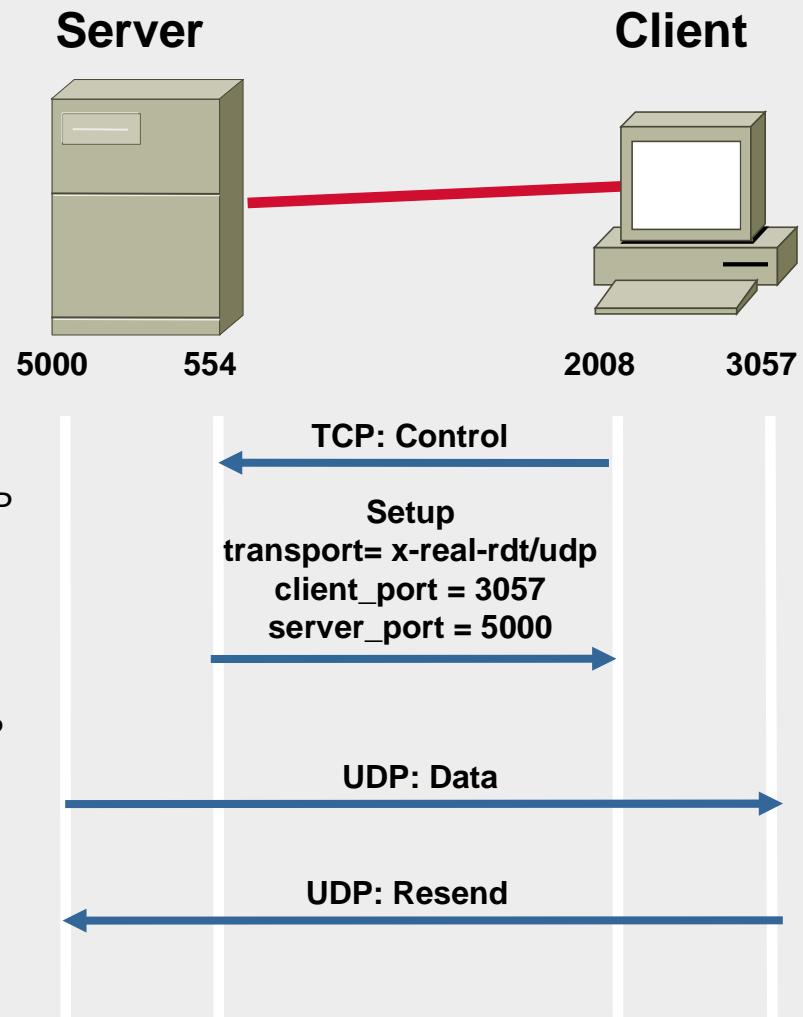 Server Client
5000 554 2008 3057
TCP: Control
P
Setup
transport= x-real-rdt/udp
client_port = 3057
server_port = 5000
UDP: Data
UDP: Resend